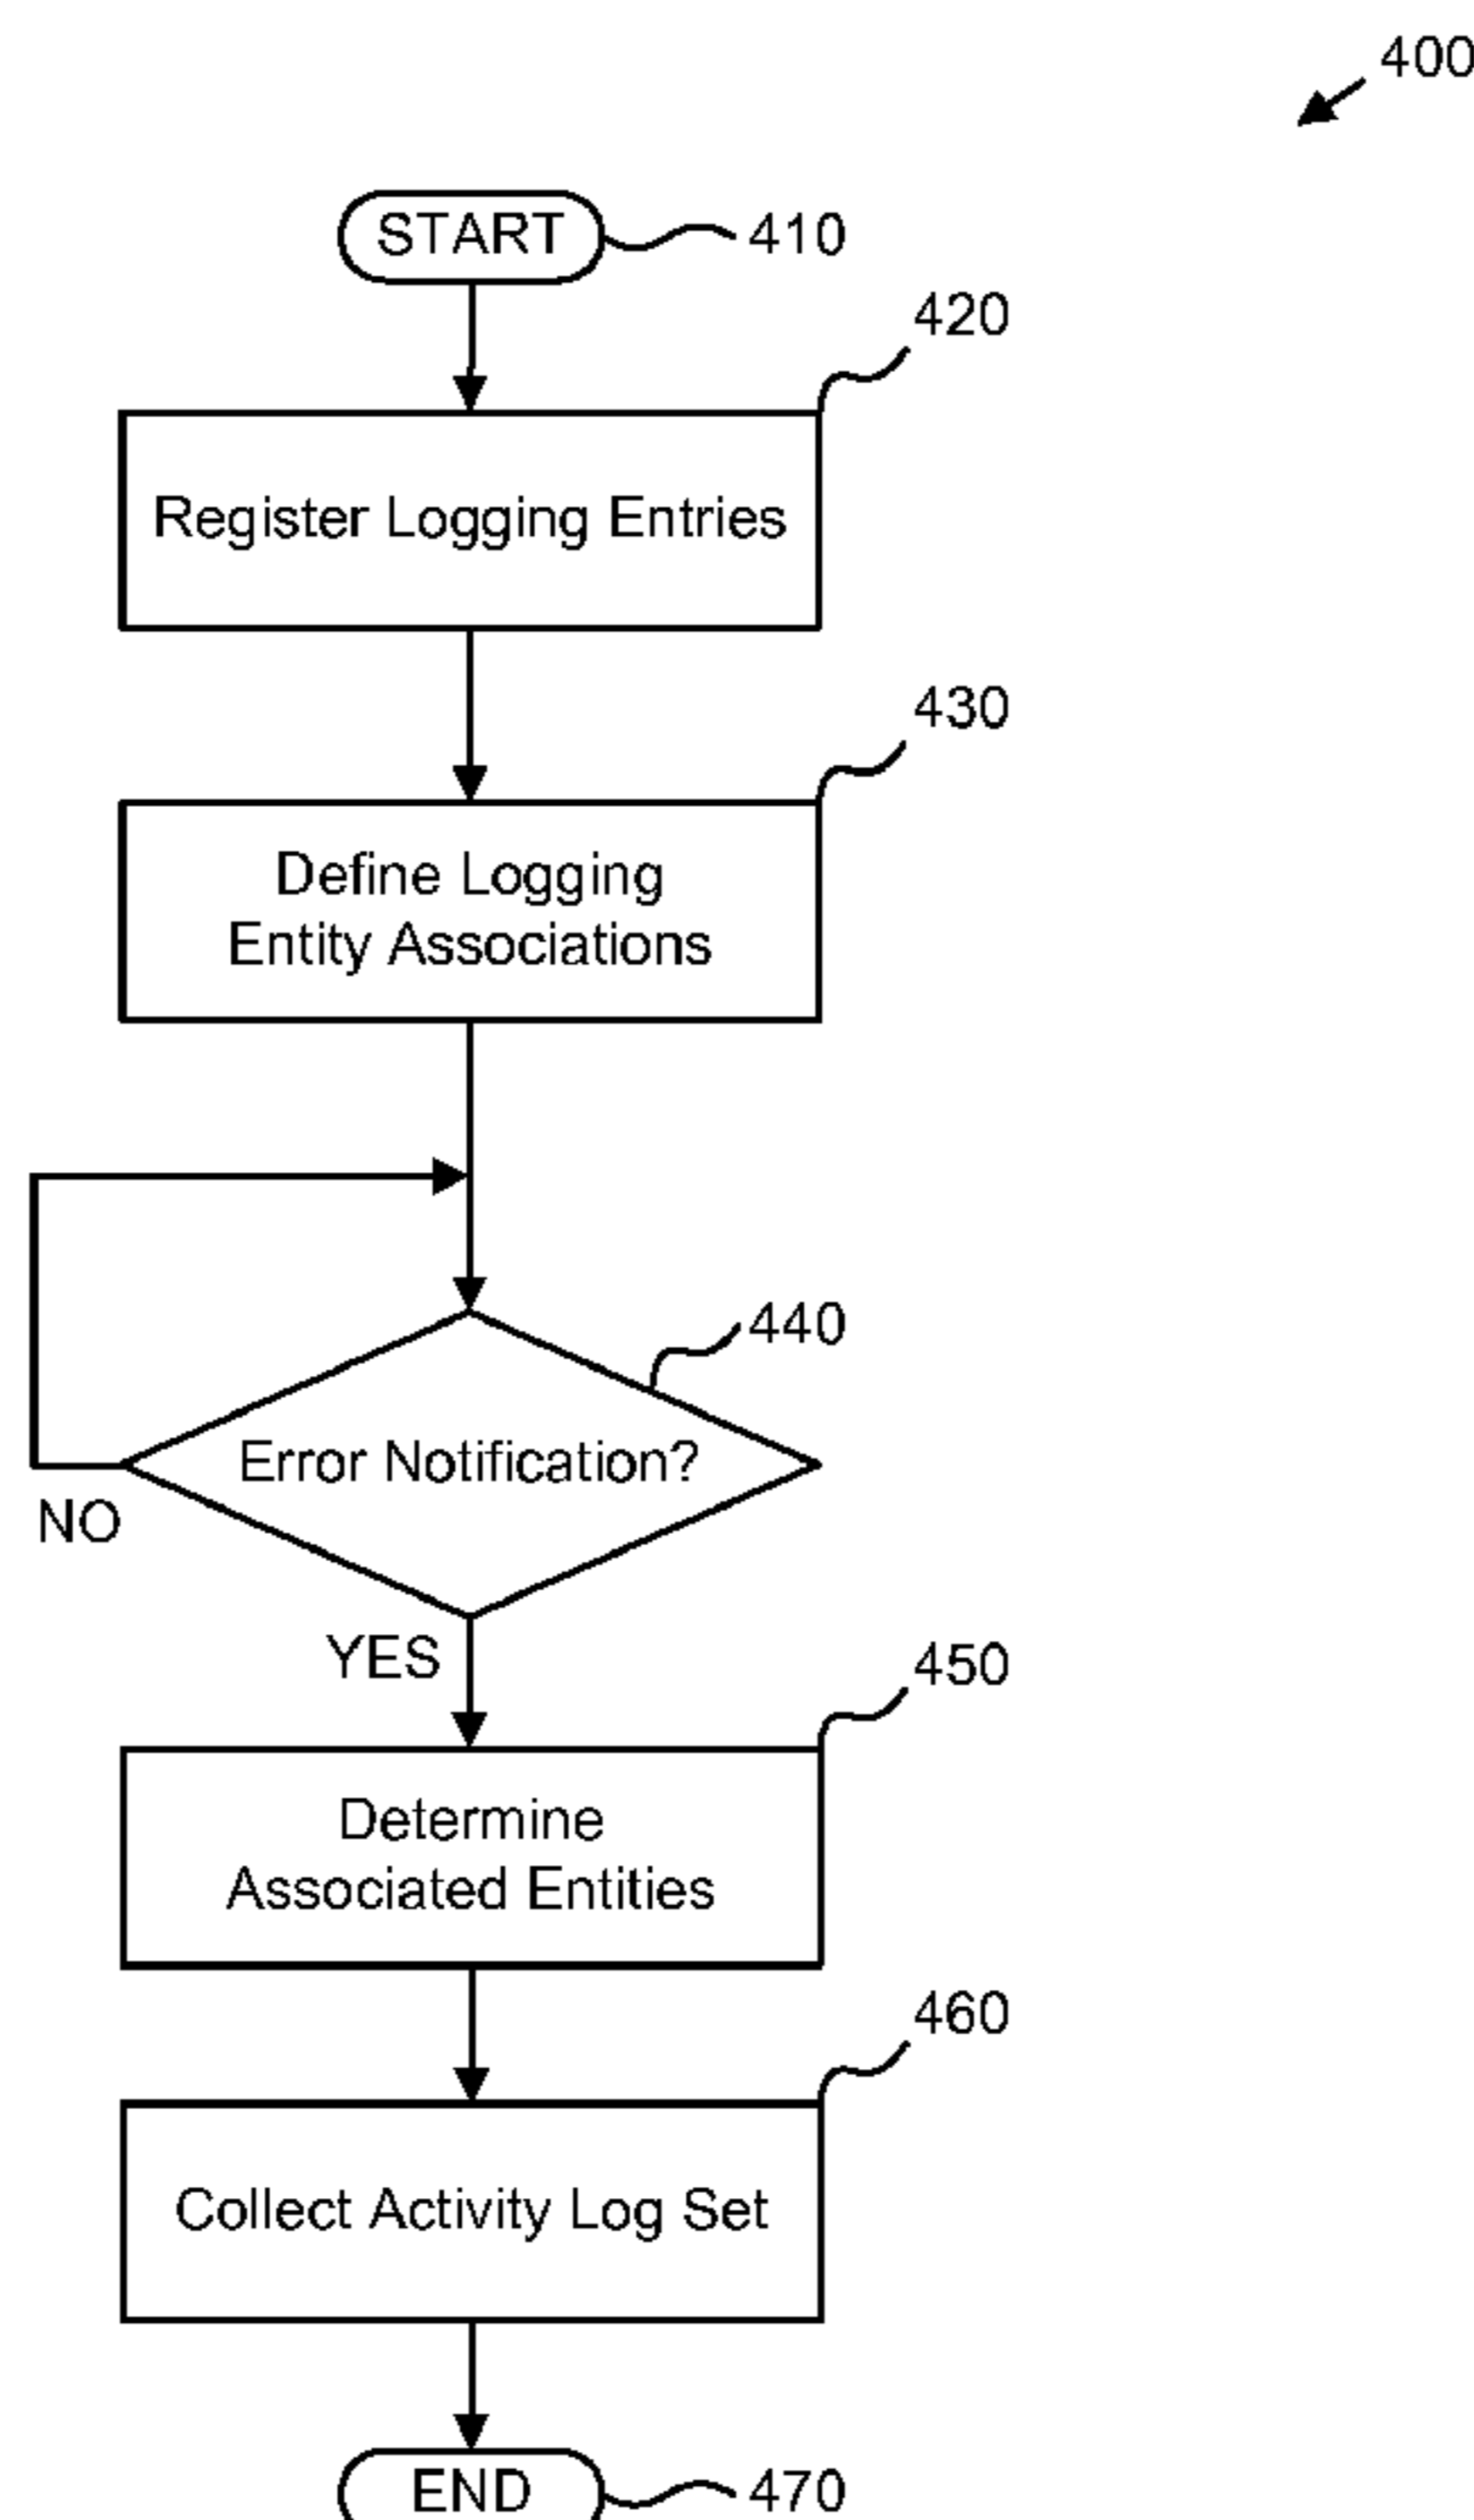 400
START
410
420
Register Logging Entries
430
Define Logging
Entity Associations
440
Error Notification?
NO
YES
450
Determine
Associated Entities
460
Collect Activity Log Set
END
470